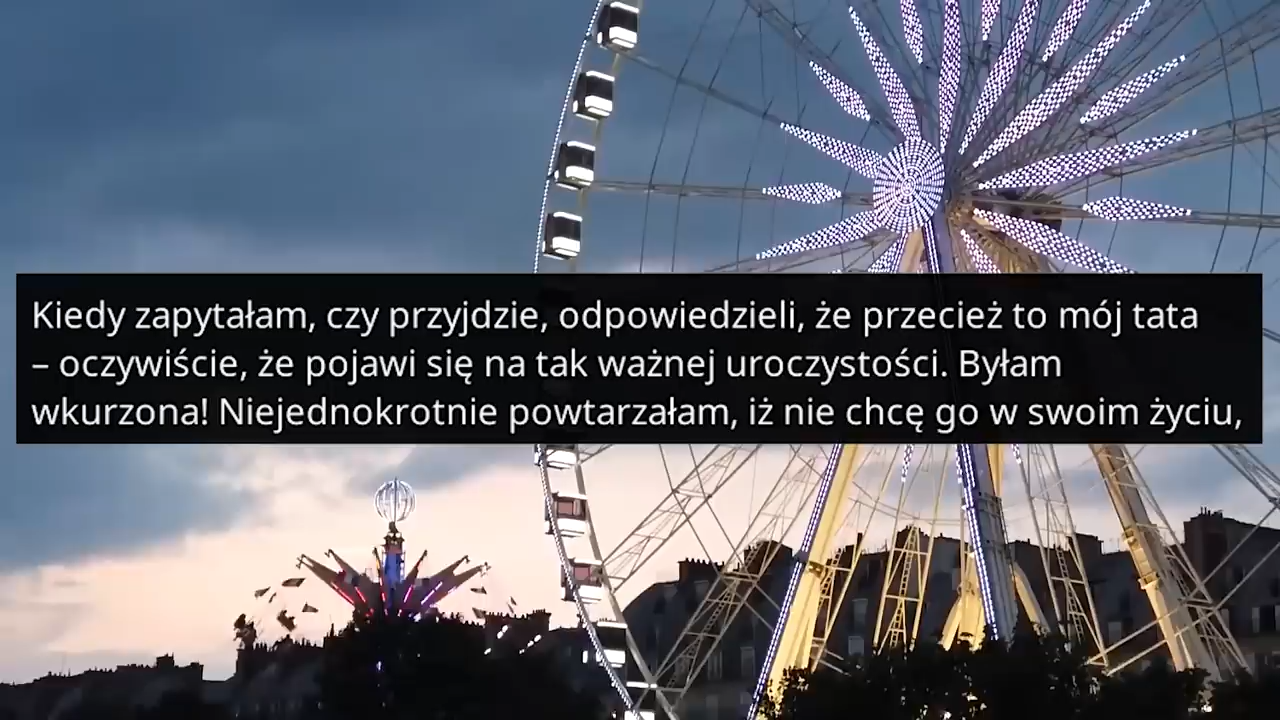 Kiedy zapytałam, czy przyjdzie, odpowiedzieli, że przecież to mój tata
– oczywiście, że pojawi się na tak ważnej uroczystości. Byłam
wkurzona! Niejednokrotnie powtarzałam, iż nie chcę go w swoim życiu,